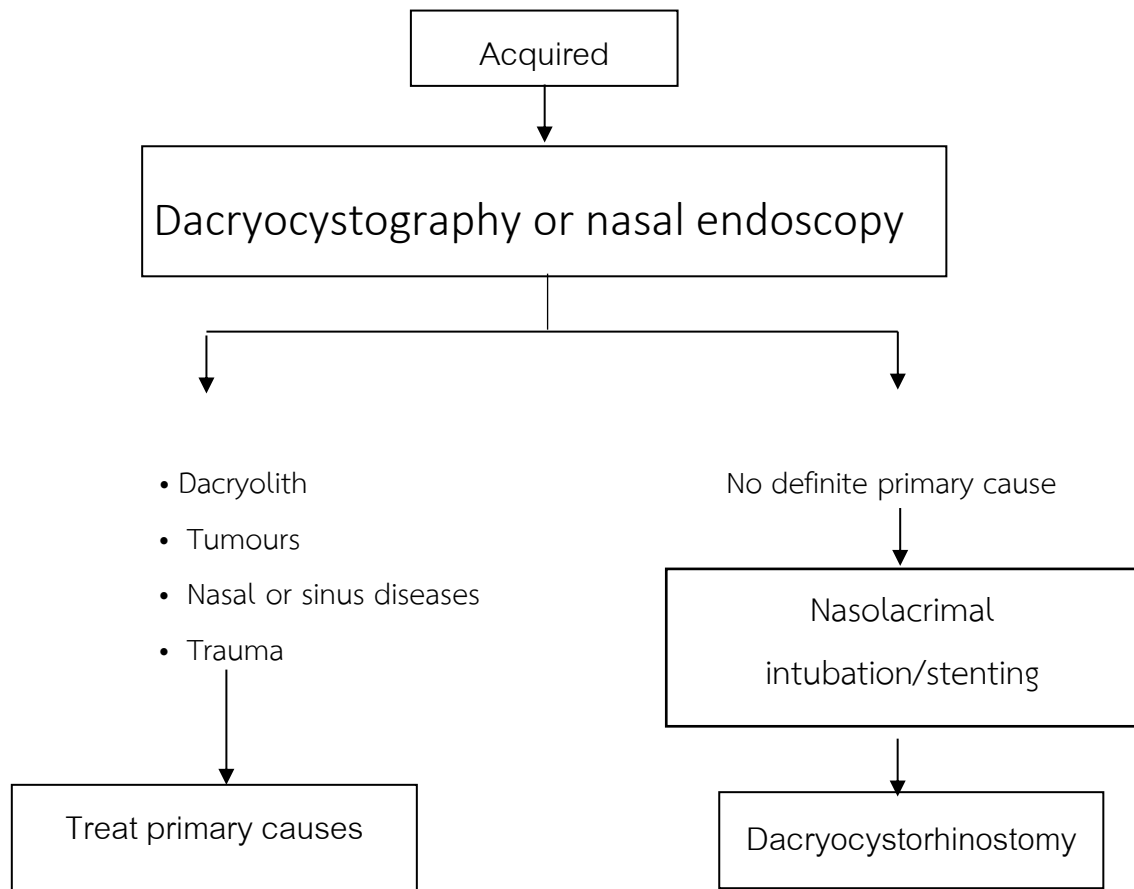 Acquired
Dacryocystography or nasal endoscopy
• Dacryolith
• Tumours
• Nasal or sinus diseases
• Trauma
Treat primary causes
No definite primary cause
Nasolacrimal
intubation/stenting
Dacryocystorhinostomy